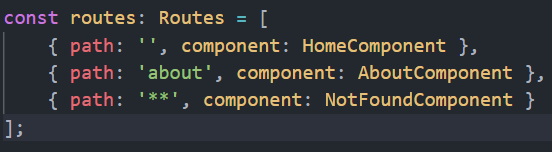 const routes: Routes = [
    { path: '', component: HomeComponent },
    { path: 'about', component: AboutComponent },
    { path: '**', component: NotFoundComponent }
];